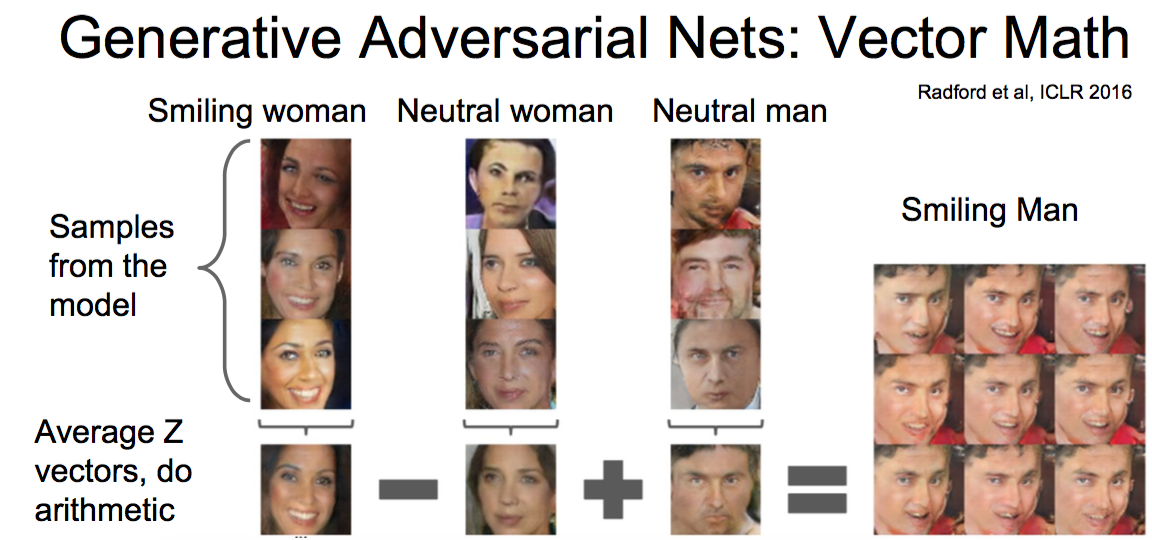 Generative Adversarial Nets: Vector Math
Radford et al, ICLR 2016
Smiling woman
Neutral woman
Neutral man
Samples
from the
model
Smiling Man
Average Z
vectors, do
arithmetic